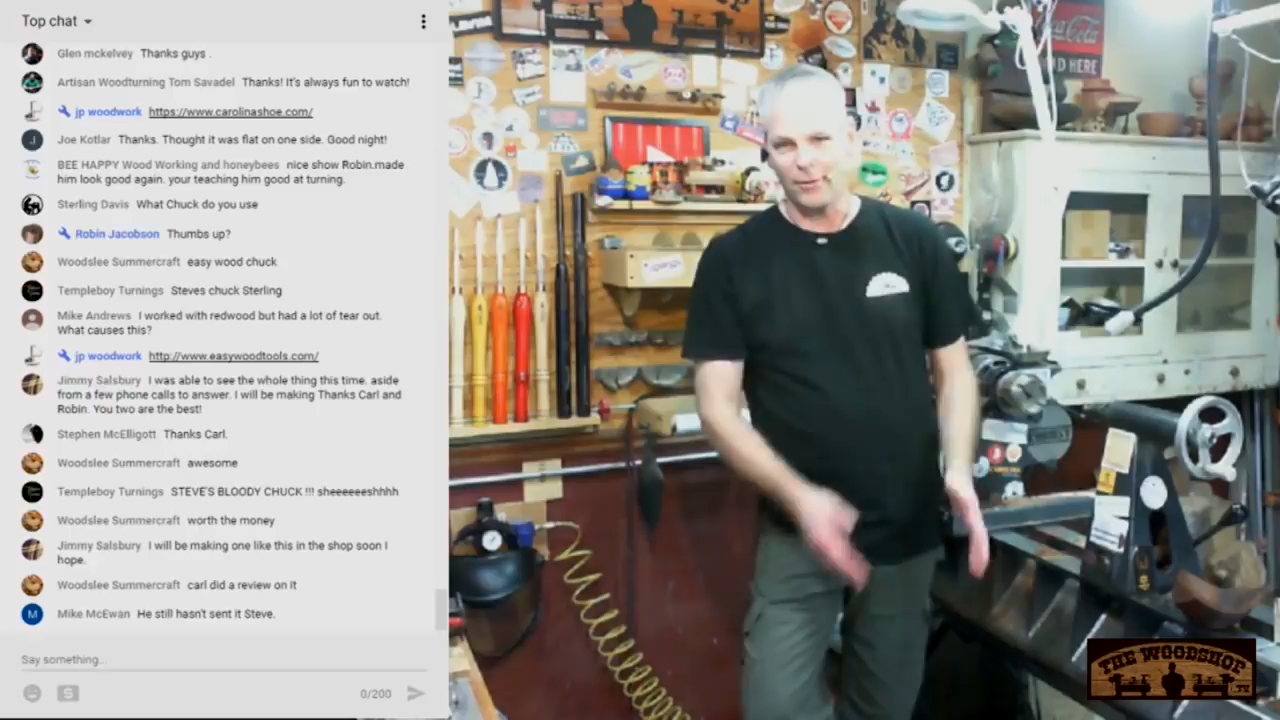 Top chat
Glen mckelvey Thanks guys .
Artisan Woodturning Tom Savadel Thanks! It's always fun to watch!
jp woodwork https://www.carolinashoe.com/
Joe Kotlar Thanks. Thought it was flat on one side. Good night!
BEE HAPPY Wood Working and honeybees nice show Robin.made
him look good again. your teaching him good at turning.
Sterling Davis What Chuck do you use
Robin Jacobson Thumbs up?
Woodslee Summercraft easy wood chuck
Templeboy Turnings Steves chuck Sterling
Mike Andrews I worked with redwood but had a lot of tear out.
What causes this?
jp woodwork http://www.easywoodtools.com/
Jimmy Salsbury I was able to see the whole thing this time. aside
from a few phone calls to answer. I will be making Thanks Carl and
Robin. You two are the best!
Stephen McElligott Thanks Carl.
Woodslee Summercraft awesome
Templeboy Turnings STEVE'S BLOODY CHUCK !!! sheeeeeshhhh
Woodslee Summercraft worth the money
Jimmy Salsbury I will be making one like this in the shop soon I
hope.
Woodslee Summercraft carl did a review on it
Mike McEwan He still hasn't sent it Steve.
Say something...
0/200
Coca-Cola
THE WOODSHOP